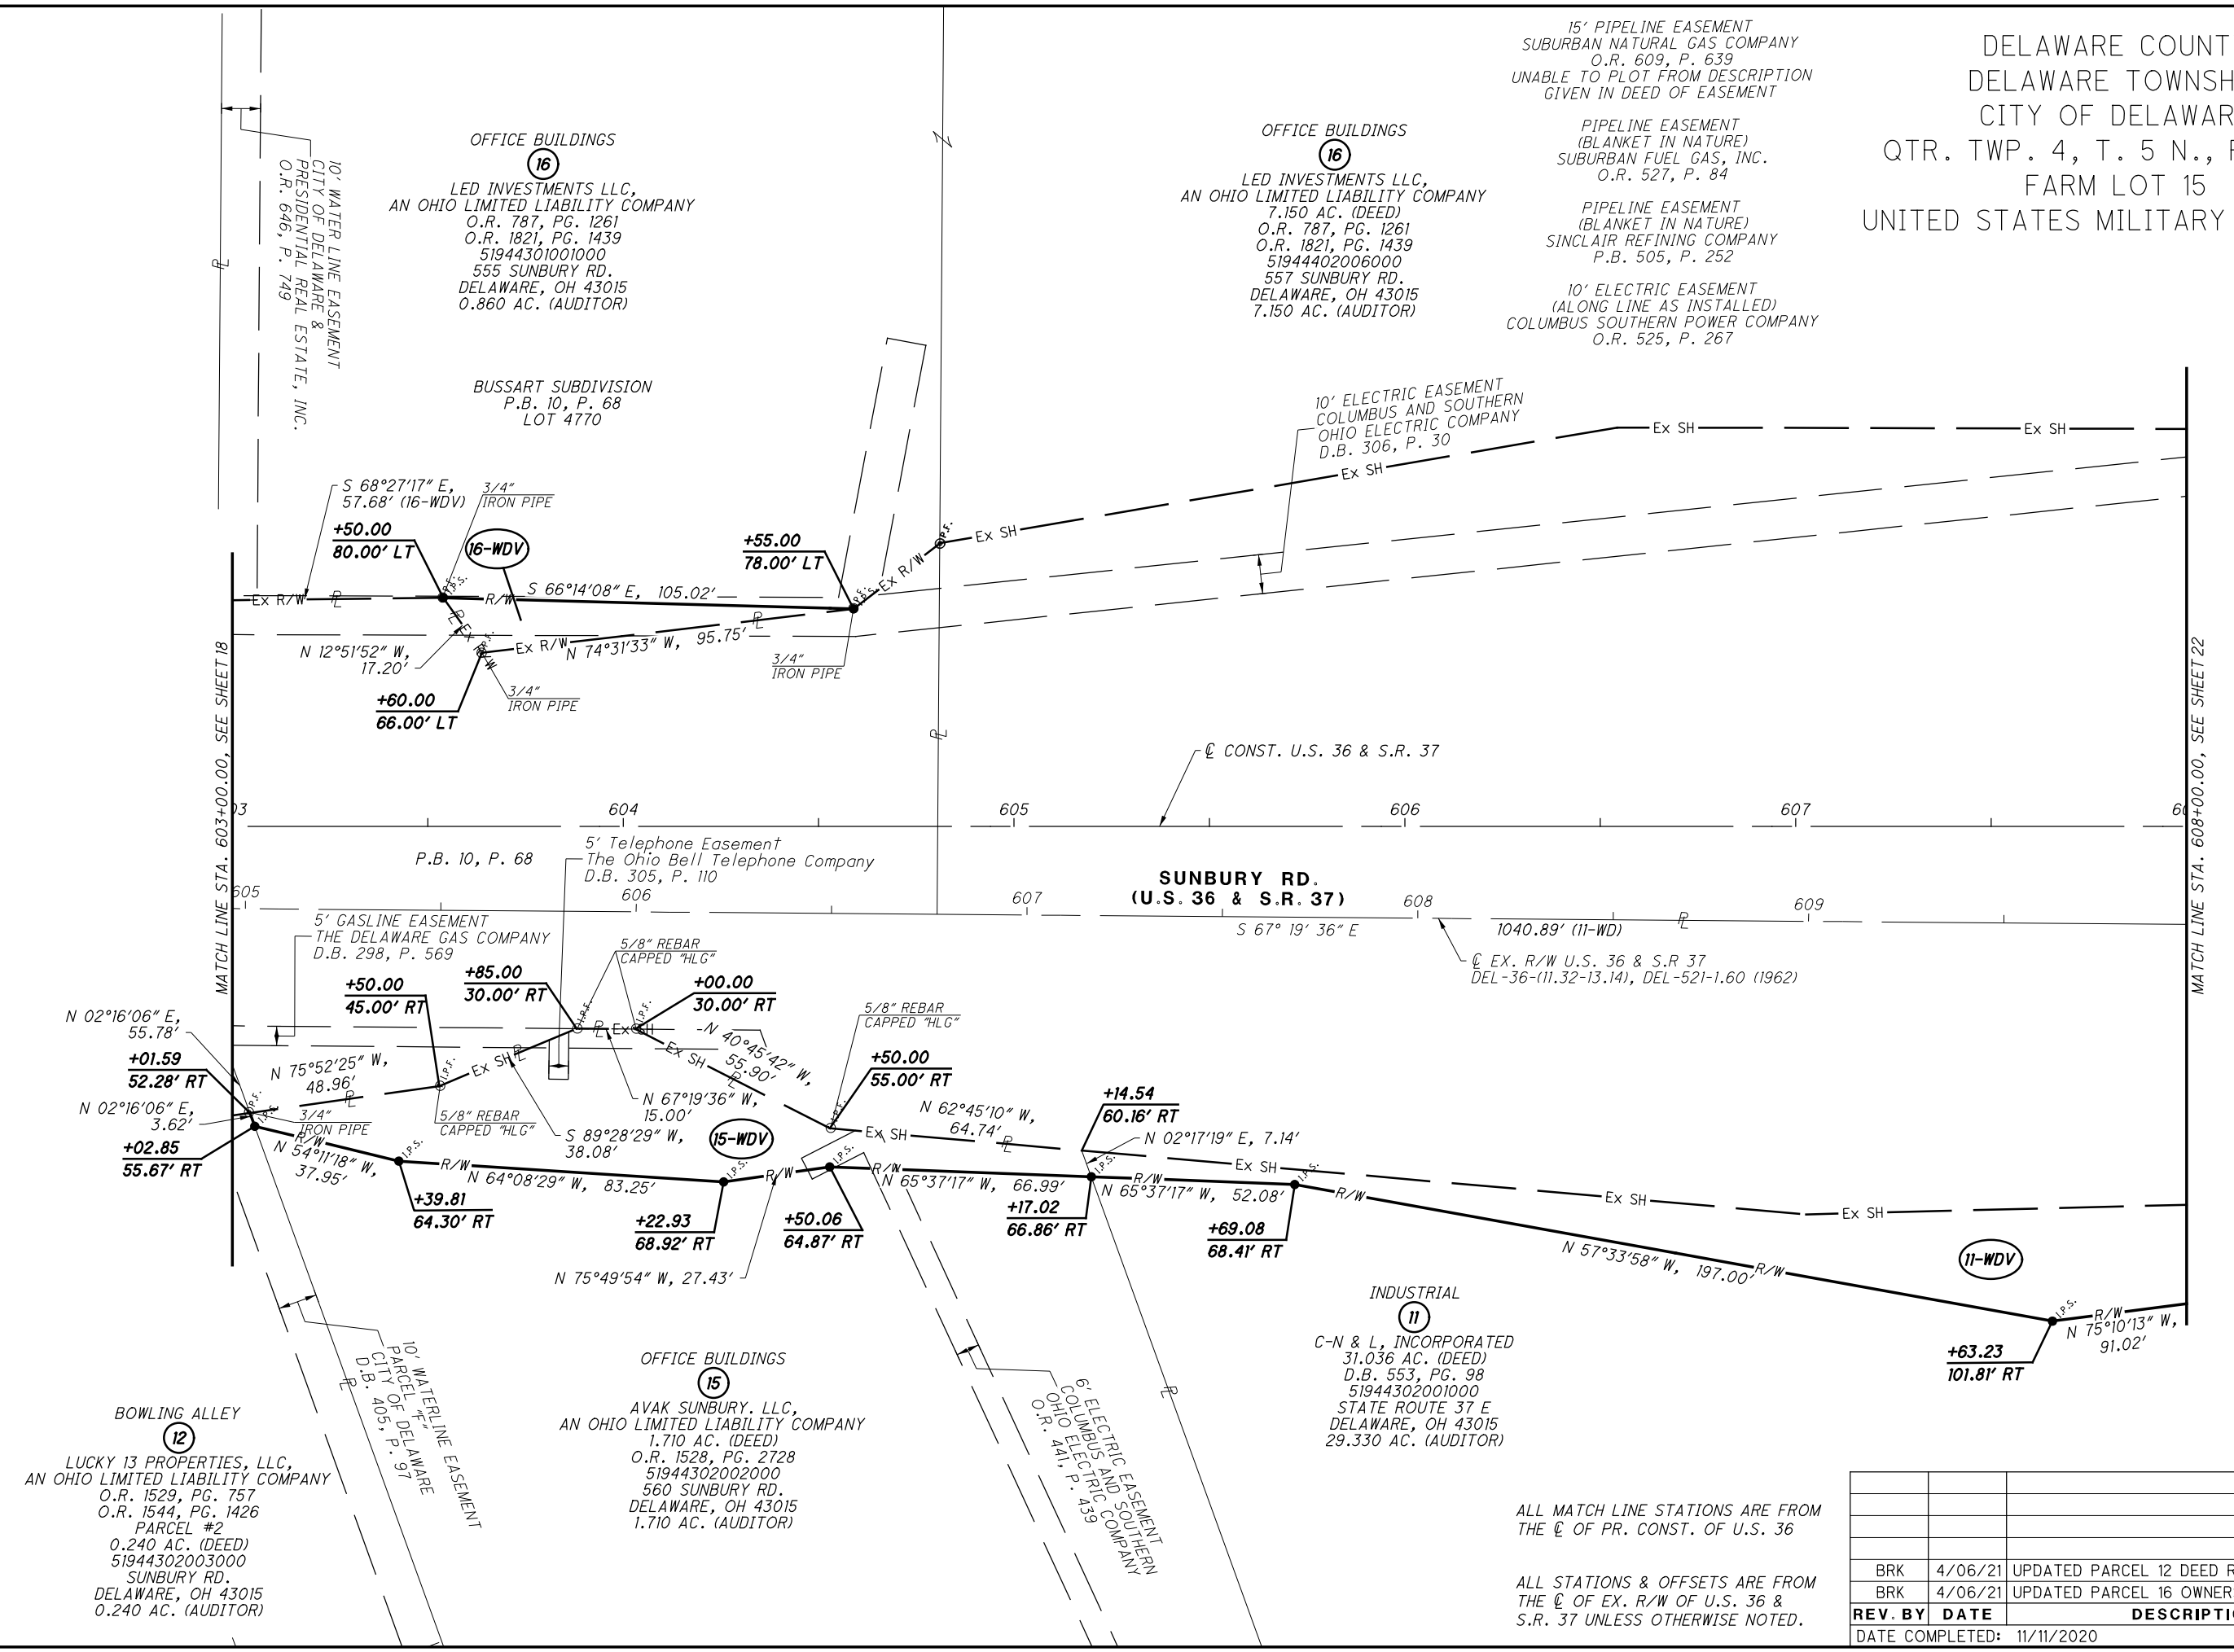 15' PIPELINE EASEMENT
SUBURBAN NATURAL GAS COMPANY
O.R. 609, P. 639
UNABLE TO PLOT FROM DESCRIPTION
GIVEN IN DEED OF EASEMENT
PIPELINE EASEMENT
(BLANKET IN NATURE)
SUBURBAN FUEL GAS, INC.
O.R. 527, P. 84
PIPELINE EASEMENT
(BLANKET IN NATURE)
SINCLAIR REFINING COMPANY
P.B. 505, P. 252
10' ELECTRIC EASEMENT
(ALONG LINE AS INSTALLED)
COLUMBUS SOUTHERN POWER COMPANY
O.R. 525, P. 267
DELAWARE COUNT
DELAWARE TOWNSH
CITY OF DELAWAR
QTR. TWP. 4, T. 5 N.,
FARM LOT 15
UNITED STATES MILITARY
10' WATER LINE EASEMENT
CITY OF DELAWARE &
PRESIDENTIAL REAL ESTATE, INC.
O.R. 646, P. 749
OFFICE BUILDINGS
16
LED INVESTMENTS LLC,
AN OHIO LIMITED LIABILITY COMPANY
O.R. 787, PG. 1261
O.R. 1821, PG. 1439
51944301001000
555 SUNBURY RD.
DELAWARE, OH 43015
0.860 AC. (AUDITOR)
BUSSART SUBDIVISION
P.B. 10, P. 68
LOT 4770
OFFICE BUILDINGS
16
LED INVESTMENTS LLC,
AN OHIO LIMITED LIABILITY COMPANY
7.150 AC. (DEED)
O.R. 787, PG. 1261
O.R. 1821, PG. 1439
51944402006000
557 SUNBURY RD.
DELAWARE, OH 43015
7.150 AC. (AUDITOR)
10' ELECTRIC EASEMENT
COLUMBUS AND SOUTHERN
OHIO ELECTRIC COMPANY
D.B. 306, P. 30
Ex SH
Ex SH
Ex SH
Ex SH
S 68°27'17" E,
57.68' (16-WDV)
3/4"
IRON PIPE
+50.00
80.00' LT
16-WDV
+55.00
78.00' LT
I.P.F.
Ex R/W
Ex R/W
R/W
S 66°14'08" E, 105.02'
I.P.S.
I.P.S.
Ex R/W
Ex R/W
N 74°31'33" W, 95.75'
N 12°51'52" W,
17.20'
3/4"
IRON PIPE
3/4"
IRON PIPE
+60.00
66.00' LT
MATCH LINE STA. 603+00.00, SEE SHEET 18
MATCH LINE STA. 608+00.00, SEE SHEET 22
℄ CONST. U.S. 36 & S.R. 37
604
605
606
607
P.B. 10, P. 68
5' Telephone Easement
The Ohio Bell Telephone Company
D.B. 305, P. 110
SUNBURY RD.
(U.S. 36 & S.R. 37)
605
606
607
608
609
S 67° 19' 36" E
1040.89' (11-WD)
℄ EX. R/W U.S. 36 & S.R 37
DEL-36-(11.32-13.14), DEL-521-1.60 (1962)
5' GASLINE EASEMENT
THE DELAWARE GAS COMPANY
D.B. 298, P. 569
5/8" REBAR
CAPPED "HLG"
+50.00
45.00' RT
+85.00
30.00' RT
+00.00
30.00' RT
N 02°16'06" E,
55.78'
+01.59
52.28' RT
N 02°16'06" E,
3.62'
+02.85
55.67' RT
N 75°52'25" W,
48.96'
3/4"
IRON PIPE
5/8" REBAR
CAPPED "HLG"
Ex SH
Ex SH
Ex SH
N 40°45'42" W,
55.90'
5/8" REBAR
CAPPED "HLG"
+50.00
55.00' RT
N 67°19'36" W,
15.00'
S 89°28'29" W,
38.08'
15-WDV
N 62°45'10" W,
64.74'
+14.54
60.16' RT
N 02°17'19" E, 7.14'
Ex SH
Ex SH
Ex SH
Ex SH
R/W
N 54°11'18" W,
37.95'
R/W
N 64°08'29" W, 83.25'
R/W
R/W
N 65°37'17" W, 66.99'
R/W
N 65°37'17" W, 52.08'
R/W
+39.81
64.30' RT
+22.93
68.92' RT
+50.06
64.87' RT
+17.02
66.86' RT
+69.08
68.41' RT
N 75°49'54" W, 27.43'
N 57°33'58" W, 197.00'
R/W
11-WDV
I.P.S.
R/W
N 75°10'13" W,
91.02'
+63.23
101.81' RT
10' WATERLINE EASEMENT
PARCEL "F"
CITY OF DELAWARE
D.B. 405, P. 97
BOWLING ALLEY
12
LUCKY 13 PROPERTIES, LLC,
AN OHIO LIMITED LIABILITY COMPANY
O.R. 1529, PG. 757
O.R. 1544, PG. 1426
PARCEL #2
0.240 AC. (DEED)
51944302003000
SUNBURY RD.
DELAWARE, OH 43015
0.240 AC. (AUDITOR)
OFFICE BUILDINGS
15
AVAK SUNBURY. LLC,
AN OHIO LIMITED LIABILITY COMPANY
1.710 AC. (DEED)
O.R. 1528, PG. 2728
51944302002000
560 SUNBURY RD.
DELAWARE, OH 43015
1.710 AC. (AUDITOR)
6' ELECTRIC EASEMENT
COLUMBUS AND SOUTHERN
OHIO ELECTRIC COMPANY
O.R. 441, P. 439
INDUSTRIAL
11
C-N & L, INCORPORATED
31.036 AC. (DEED)
D.B. 553, PG. 98
51944302001000
STATE ROUTE 37 E
DELAWARE, OH 43015
29.330 AC. (AUDITOR)
ALL MATCH LINE STATIONS ARE FROM
THE ℄ OF PR. CONST. OF U.S. 36
ALL STATIONS & OFFSETS ARE FROM
THE ℄ OF EX. R/W OF U.S. 36 &
S.R. 37 UNLESS OTHERWISE NOTED.
BRK 4/06/21 UPDATED PARCEL 12 DEED R
BRK 4/06/21 UPDATED PARCEL 16 OWNER
REV. BY DATE DESCRIPTI
DATE COMPLETED: 11/11/2020